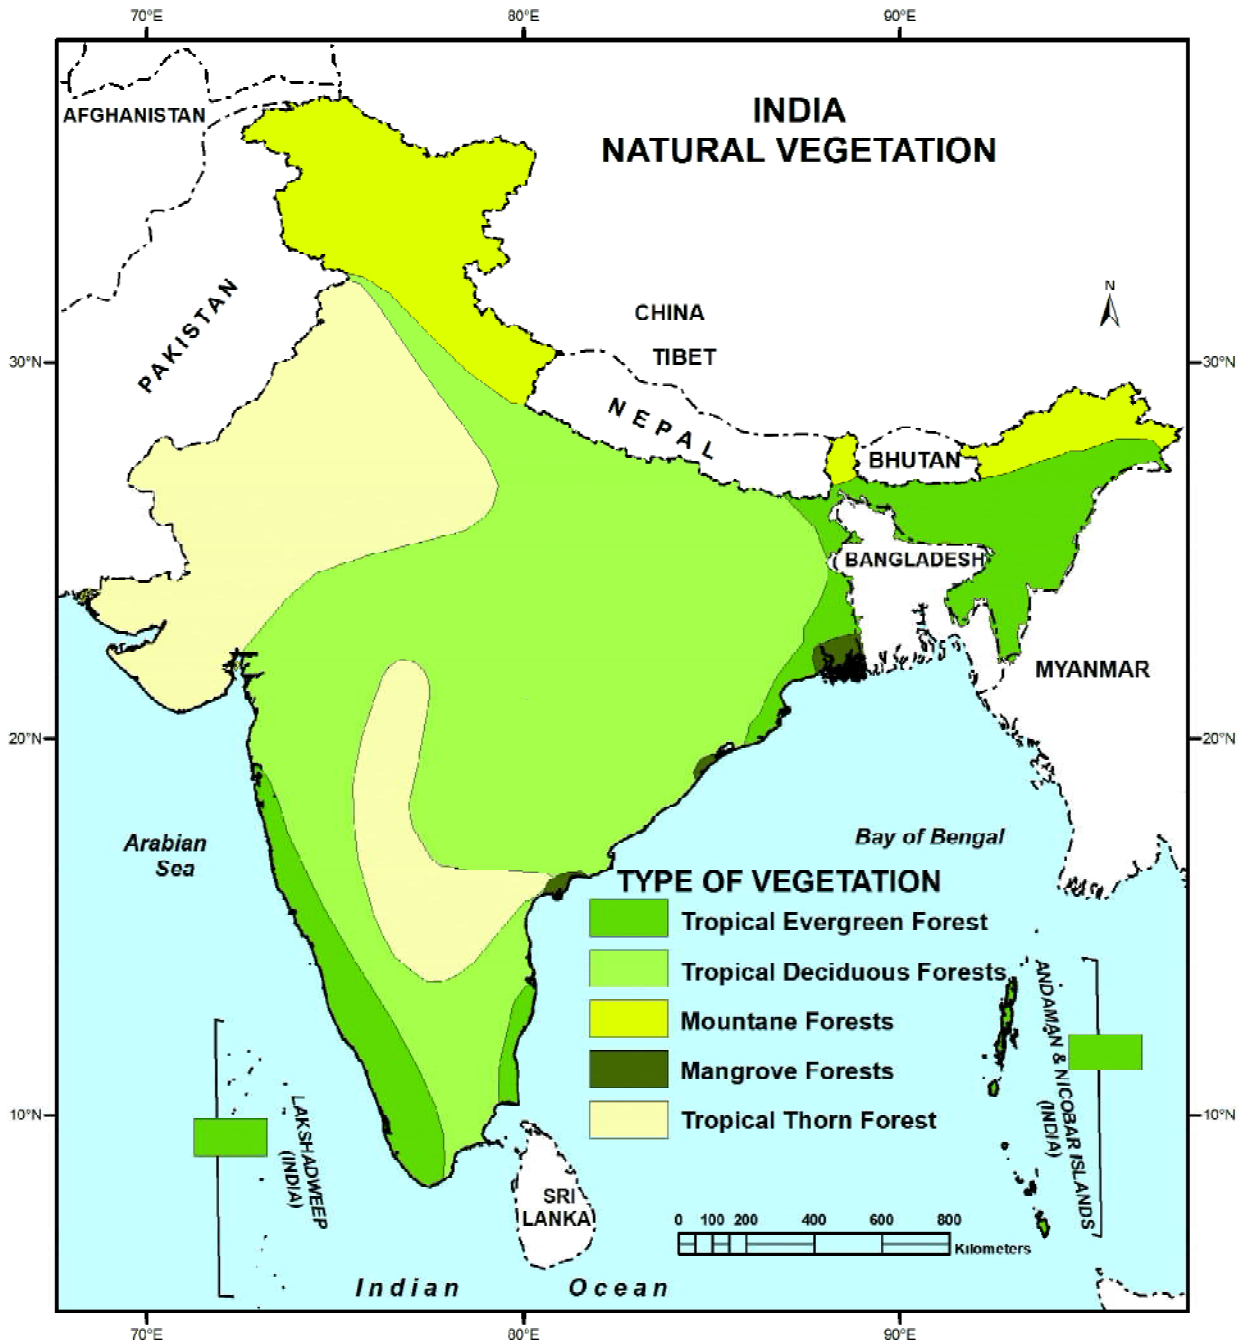 70°E
80°E
90°E
INDIA
NATURAL VEGETATION
AFGHANISTAN
PAKISTAN
CHINA
TIBET
N
30°N
30°N
NEPAL
BHUTAN
BANGLADESH
MYANMAR
20°N
20°N
Arabian
Sea
Bay of Bengal
TYPE OF VEGETATION
Tropical Evergreen Forest
Tropical Deciduous Forests
Mountane Forests
Mangrove Forests
Tropical Thorn Forest
ANDAMAN & NICOBAR ISLANDS
(INDIA)
10°N
10°N
LAKSHADWEEP
(INDIA)
SRI
LANKA
0 100 200 400 600 800
Kilometers
Indian Ocean
70°E
80°E
90°E